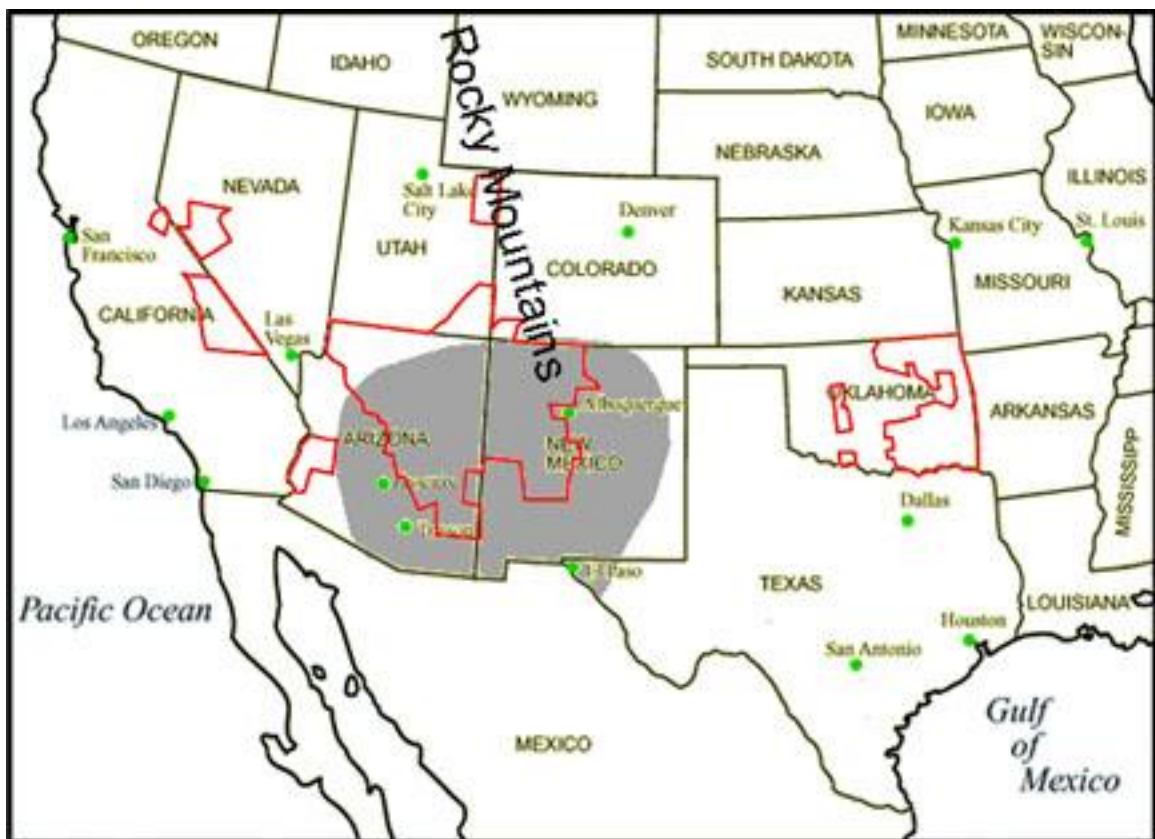 OREGON
IDAHO
Rocky Mountains
WYOMING
SOUTH DAKOTA
MINNESOTA
WISCON-
SIN
IOWA
NEBRASKA
NEVADA
Salt Lake
City
UTAH
Denver
COLORADO
ILLINOIS
Kansas City
St. Louis
San
Francisco
KANSAS
MISSOURI
CALIFORNIA
Las
Vegas
OKLAHOMA
ARKANSAS
Los Angeles
ARIZONA
Albuquerque
NEW
MEXICO
San Diego
MISSISSIPP
Dallas
El Paso
TEXAS
LOUISIANA
Pacific Ocean
Houston
San Antonio
Gulf
of
Mexico
MEXICO